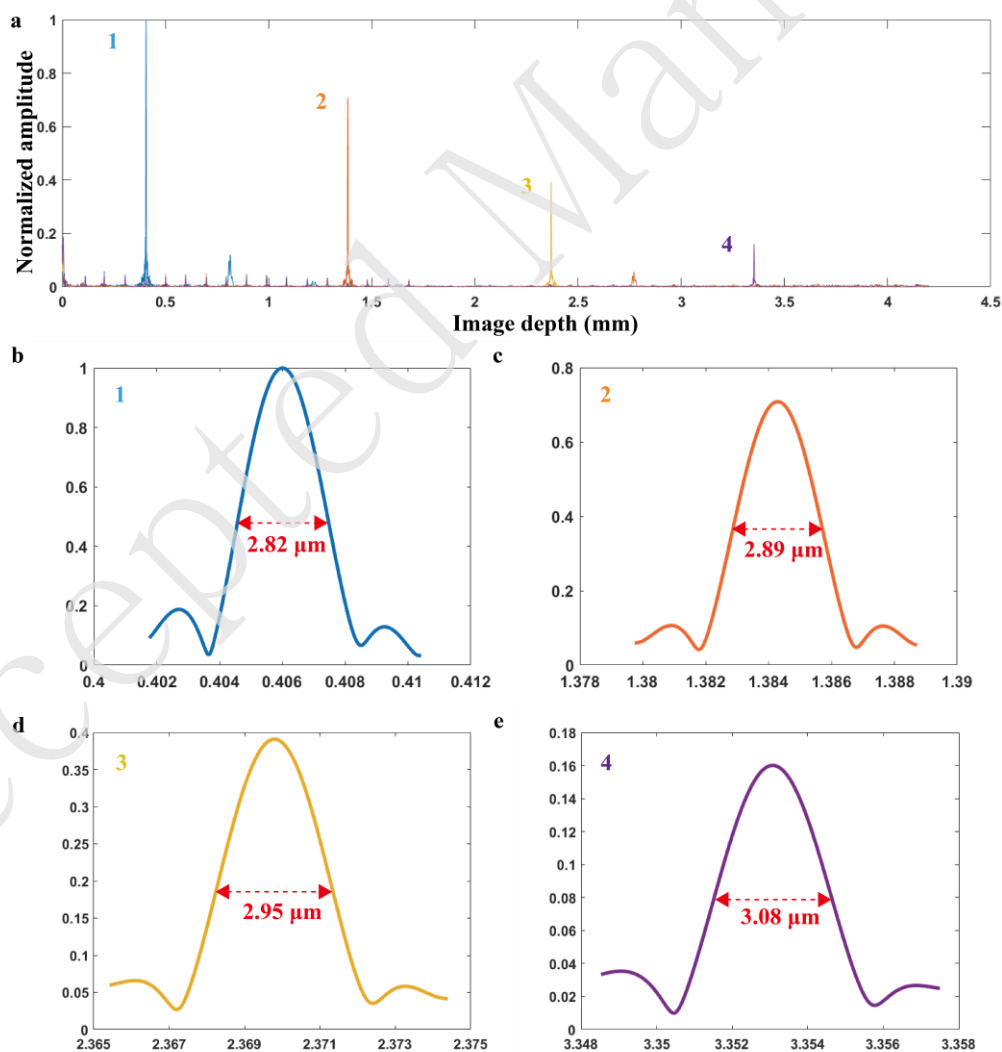 a
Normalized amplitude
1
0.8
0.6
0.4
0.2
0
1
2
3
4
0 0.5 1 1.5 2 2.5 3 3.5 4 4.5
Image depth (mm)
b
1
1
0.8
0.6
0.4
0.2
0
2.82 μm
0.4 0.402 0.404 0.406 0.408 0.41 0.412
c
2
0.8
0.6
0.4
0.2
0
2.89 μm
1.378 1.38 1.382 1.384 1.386 1.388 1.39
d
3
0.4
0.35
0.3
0.25
0.2
0.15
0.1
0.05
0
2.95 μm
2.365 2.367 2.369 2.371 2.373 2.375
e
4
0.18
0.16
0.14
0.12
0.10
0.08
0.06
0.04
0.02
0
3.08 μm
3.348 3.35 3.352 3.354 3.356 3.358
ccepted Man